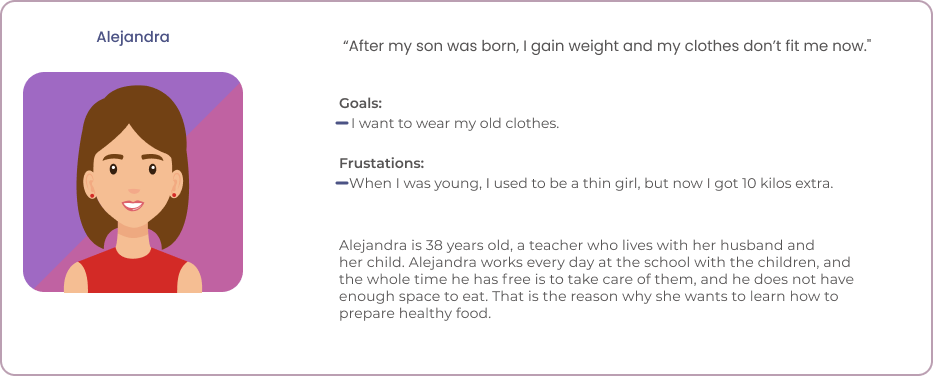 Alejandra
“After my son was born, I gain weight and my clothes don’t fit me now."
Goals:
I want to wear my old clothes.
Frustations:
When I was young, I used to be a thin girl, but now I got 10 kilos extra.
Alejandra is 38 years old, a teacher who lives with her husband and
her child. Alejandra works every day at the school with the children, and
the whole time he has free is to take care of them, and he does not have
enough space to eat. That is the reason why she wants to learn how to
prepare healthy food.